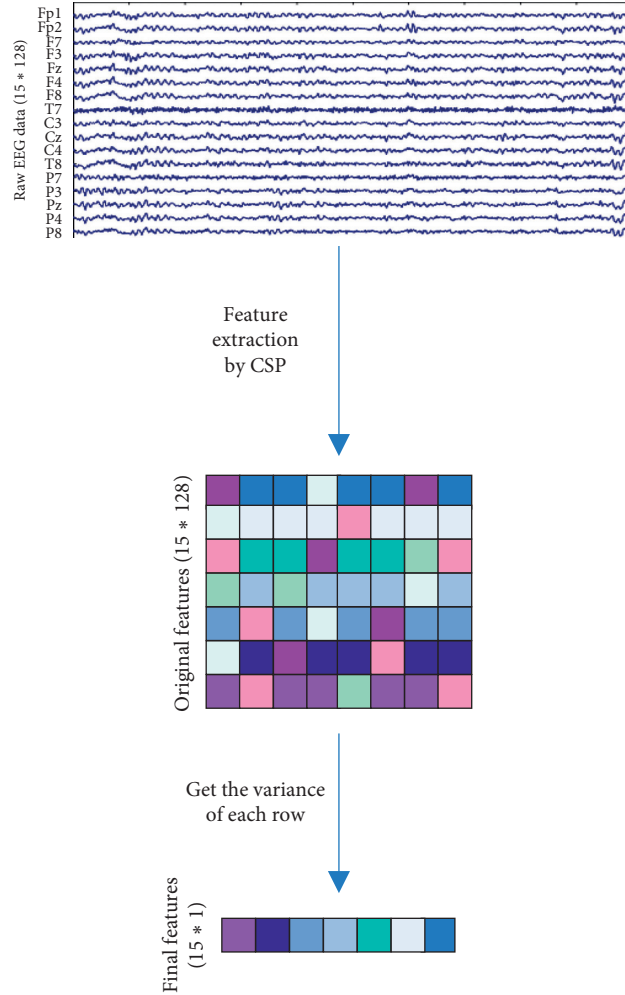 Raw EEG data (15 * 128)
Fp1
Fp2
F7
F3
Fz
F4
F8
T7
C3
Cz
C4
T8
P7
P3
Pz
P4
P8
Feature
extraction
by CSP
Original features (15 * 128)
Get the variance
of each row
Final features
(15 * 1)